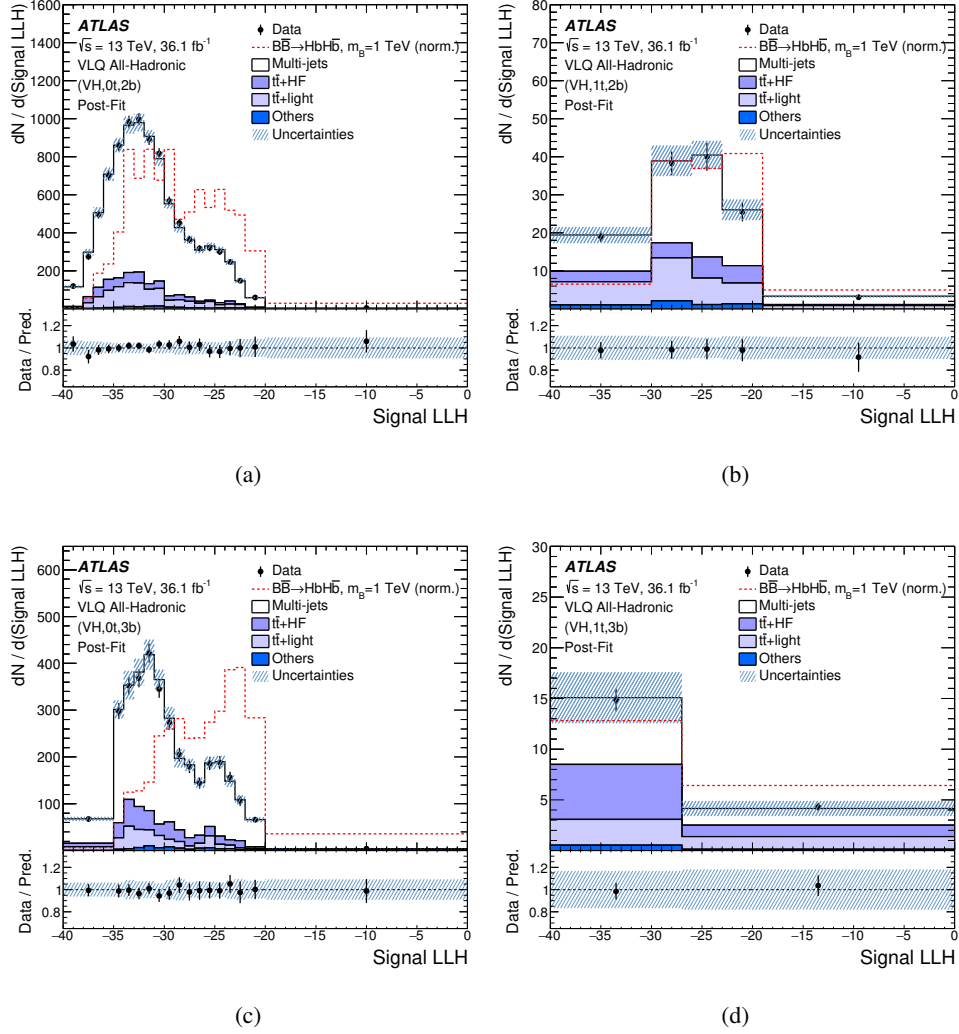 dN / d(Signal LLH)
1600
1400
1200
1000
800
600
400
200
ATLAS
√s = 13 TeV, 36.1 fb⁻¹
VLQ All-Hadronic
(VH,0t,2b)
Post-Fit
Data
BB̅→HbHb̅, m_B=1 TeV (norm.)
Multi-jets
tt̅+HF
tt̅+light
Others
Uncertainties
Data / Pred.
1.2
1
0.8
−40 −35 −30 −25 −20 −15 −10 −5 0
Signal LLH
(a)
dN / d(Signal LLH)
80
70
60
50
40
30
20
10
ATLAS
√s = 13 TeV, 36.1 fb⁻¹
VLQ All-Hadronic
(VH,1t,2b)
Post-Fit
Data
BB̅→HbHb̅, m_B=1 TeV (norm.)
Multi-jets
tt̅+HF
tt̅+light
Others
Uncertainties
Data / Pred.
1.2
1
0.8
−40 −35 −30 −25 −20 −15 −10 −5 0
Signal LLH
(b)
dN / d(Signal LLH)
600
500
400
300
200
100
ATLAS
√s = 13 TeV, 36.1 fb⁻¹
VLQ All-Hadronic
(VH,0t,3b)
Post-Fit
Data
BB̅→HbHb̅, m_B=1 TeV (norm.)
Multi-jets
tt̅+HF
tt̅+light
Others
Uncertainties
Data / Pred.
1.2
1
0.8
−40 −35 −30 −25 −20 −15 −10 −5 0
Signal LLH
(c)
dN / d(Signal LLH)
30
25
20
15
10
5
ATLAS
√s = 13 TeV, 36.1 fb⁻¹
VLQ All-Hadronic
(VH,1t,3b)
Post-Fit
Data
BB̅→HbHb̅, m_B=1 TeV (norm.)
Multi-jets
tt̅+HF
tt̅+light
Others
Uncertainties
Data / Pred.
1.2
1
0.8
−40 −35 −30 −25 −20 −15 −10 −5 0
Signal LLH
(d)